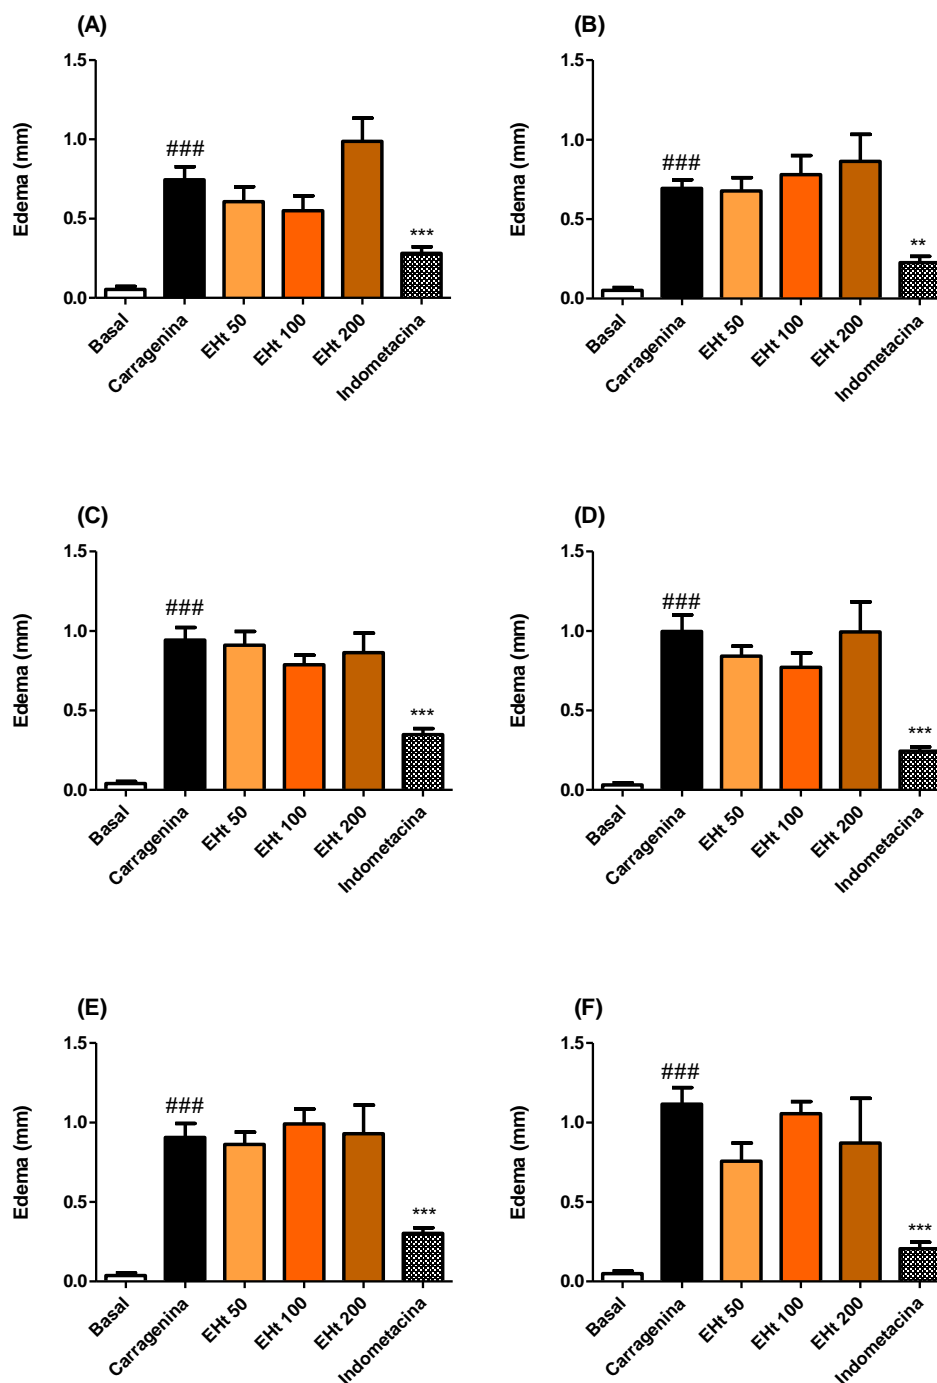 (A)
Edema (mm)
1.5
1.0
0.5
0.0
###
***
Basal
Carragenina
EHt 50
EHt 100
EHt 200
Indometacina
(B)
Edema (mm)
1.5
1.0
0.5
0.0
###
**
Basal
Carragenina
EHt 50
EHt 100
EHt 200
Indometacina
(C)
Edema (mm)
1.5
1.0
0.5
0.0
###
***
Basal
Carragenina
EHt 50
EHt 100
EHt 200
Indometacina
(D)
Edema (mm)
1.5
1.0
0.5
0.0
###
***
Basal
Carragenina
EHt 50
EHt 100
EHt 200
Indometacina
(E)
Edema (mm)
1.5
1.0
0.5
0.0
###
***
Basal
Carragenina
EHt 50
EHt 100
EHt 200
Indometacina
(F)
Edema (mm)
1.5
1.0
0.5
0.0
###
***
Basal
Carragenina
EHt 50
EHt 100
EHt 200
Indometacina